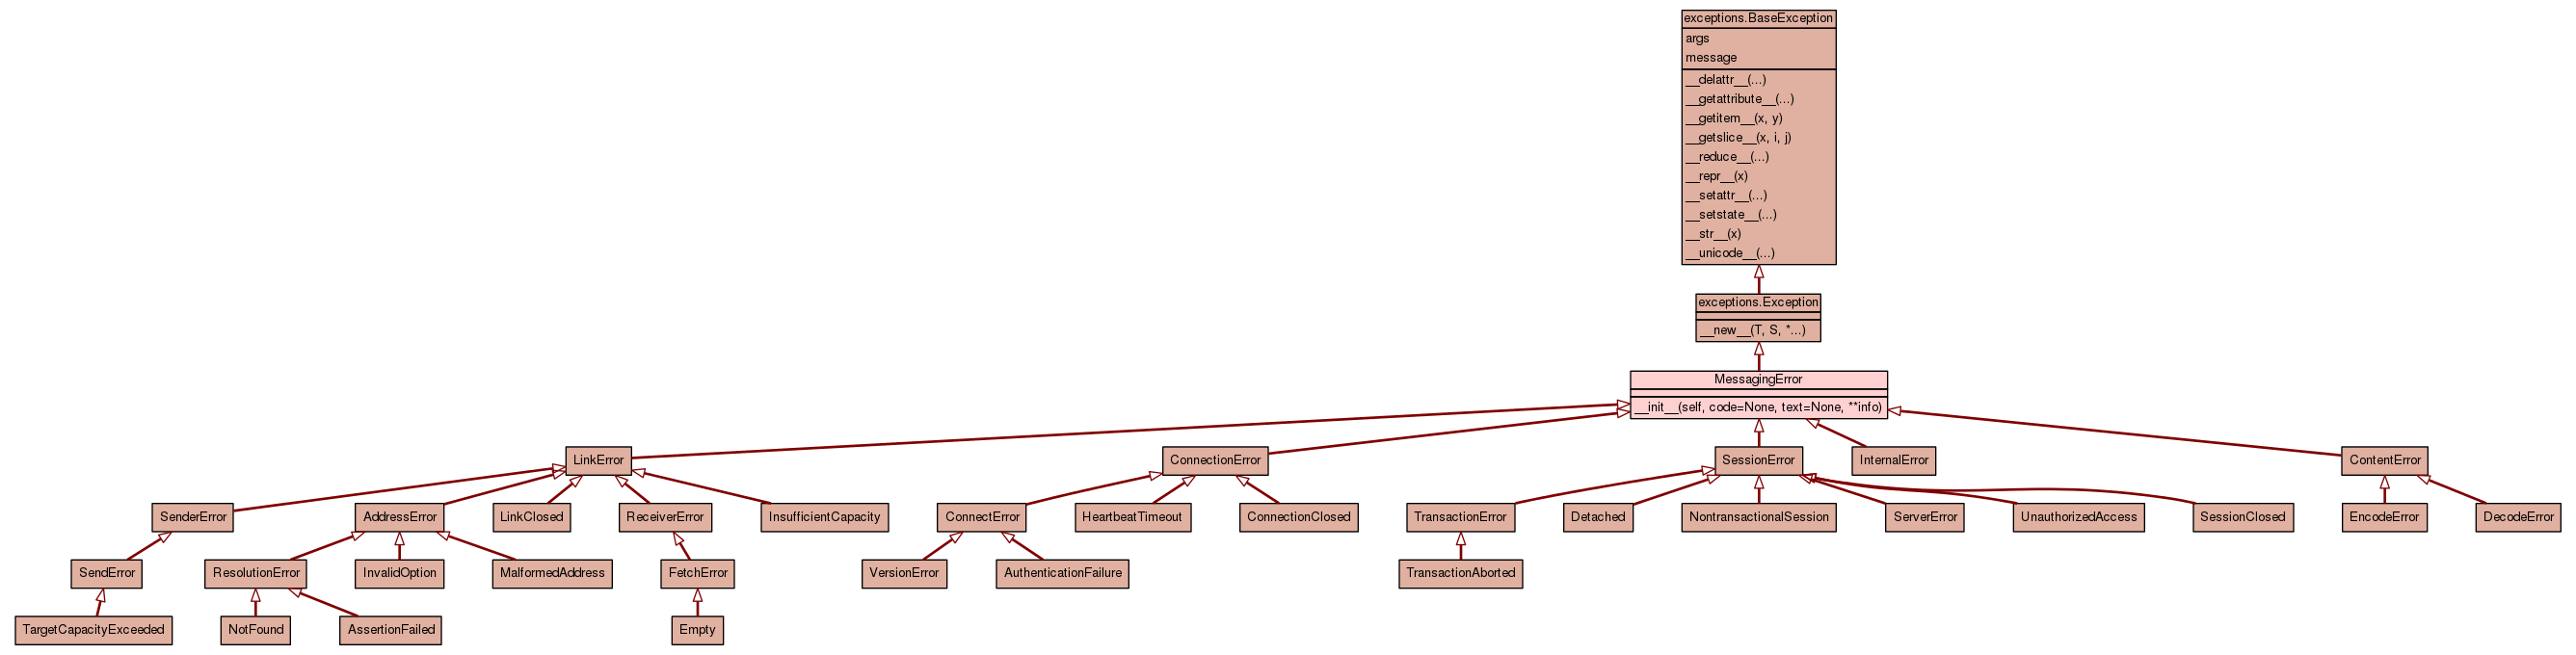 exceptions.BaseException
args
message
__delattr__(...)
__getattribute__(...)
__getitem__(x, y)
__getslice__(x, i, j)
__reduce__(...)
__repr__(x)
__setattr__(...)
__setstate__(...)
__str__(x)
__unicode__(...)
exceptions.Exception
__new__(T, S, *...)
MessagingError
__init__(self, code=None, text=None, **info)
LinkError
ConnectionError
SessionError
InternalError
ContentError
SenderError
AddressError
LinkClosed
ReceiverError
InsufficientCapacity
ConnectError
HeartbeatTimeout
ConnectionClosed
TransactionError
Detached
NontransactionalSession
ServerError
UnauthorizedAccess
SessionClosed
EncodeError
DecodeError
SendError
ResolutionError
InvalidOption
MalformedAddress
FetchError
VersionError
AuthenticationFailure
TransactionAborted
TargetCapacityExceeded
NotFound
AssertionFailed
Empty